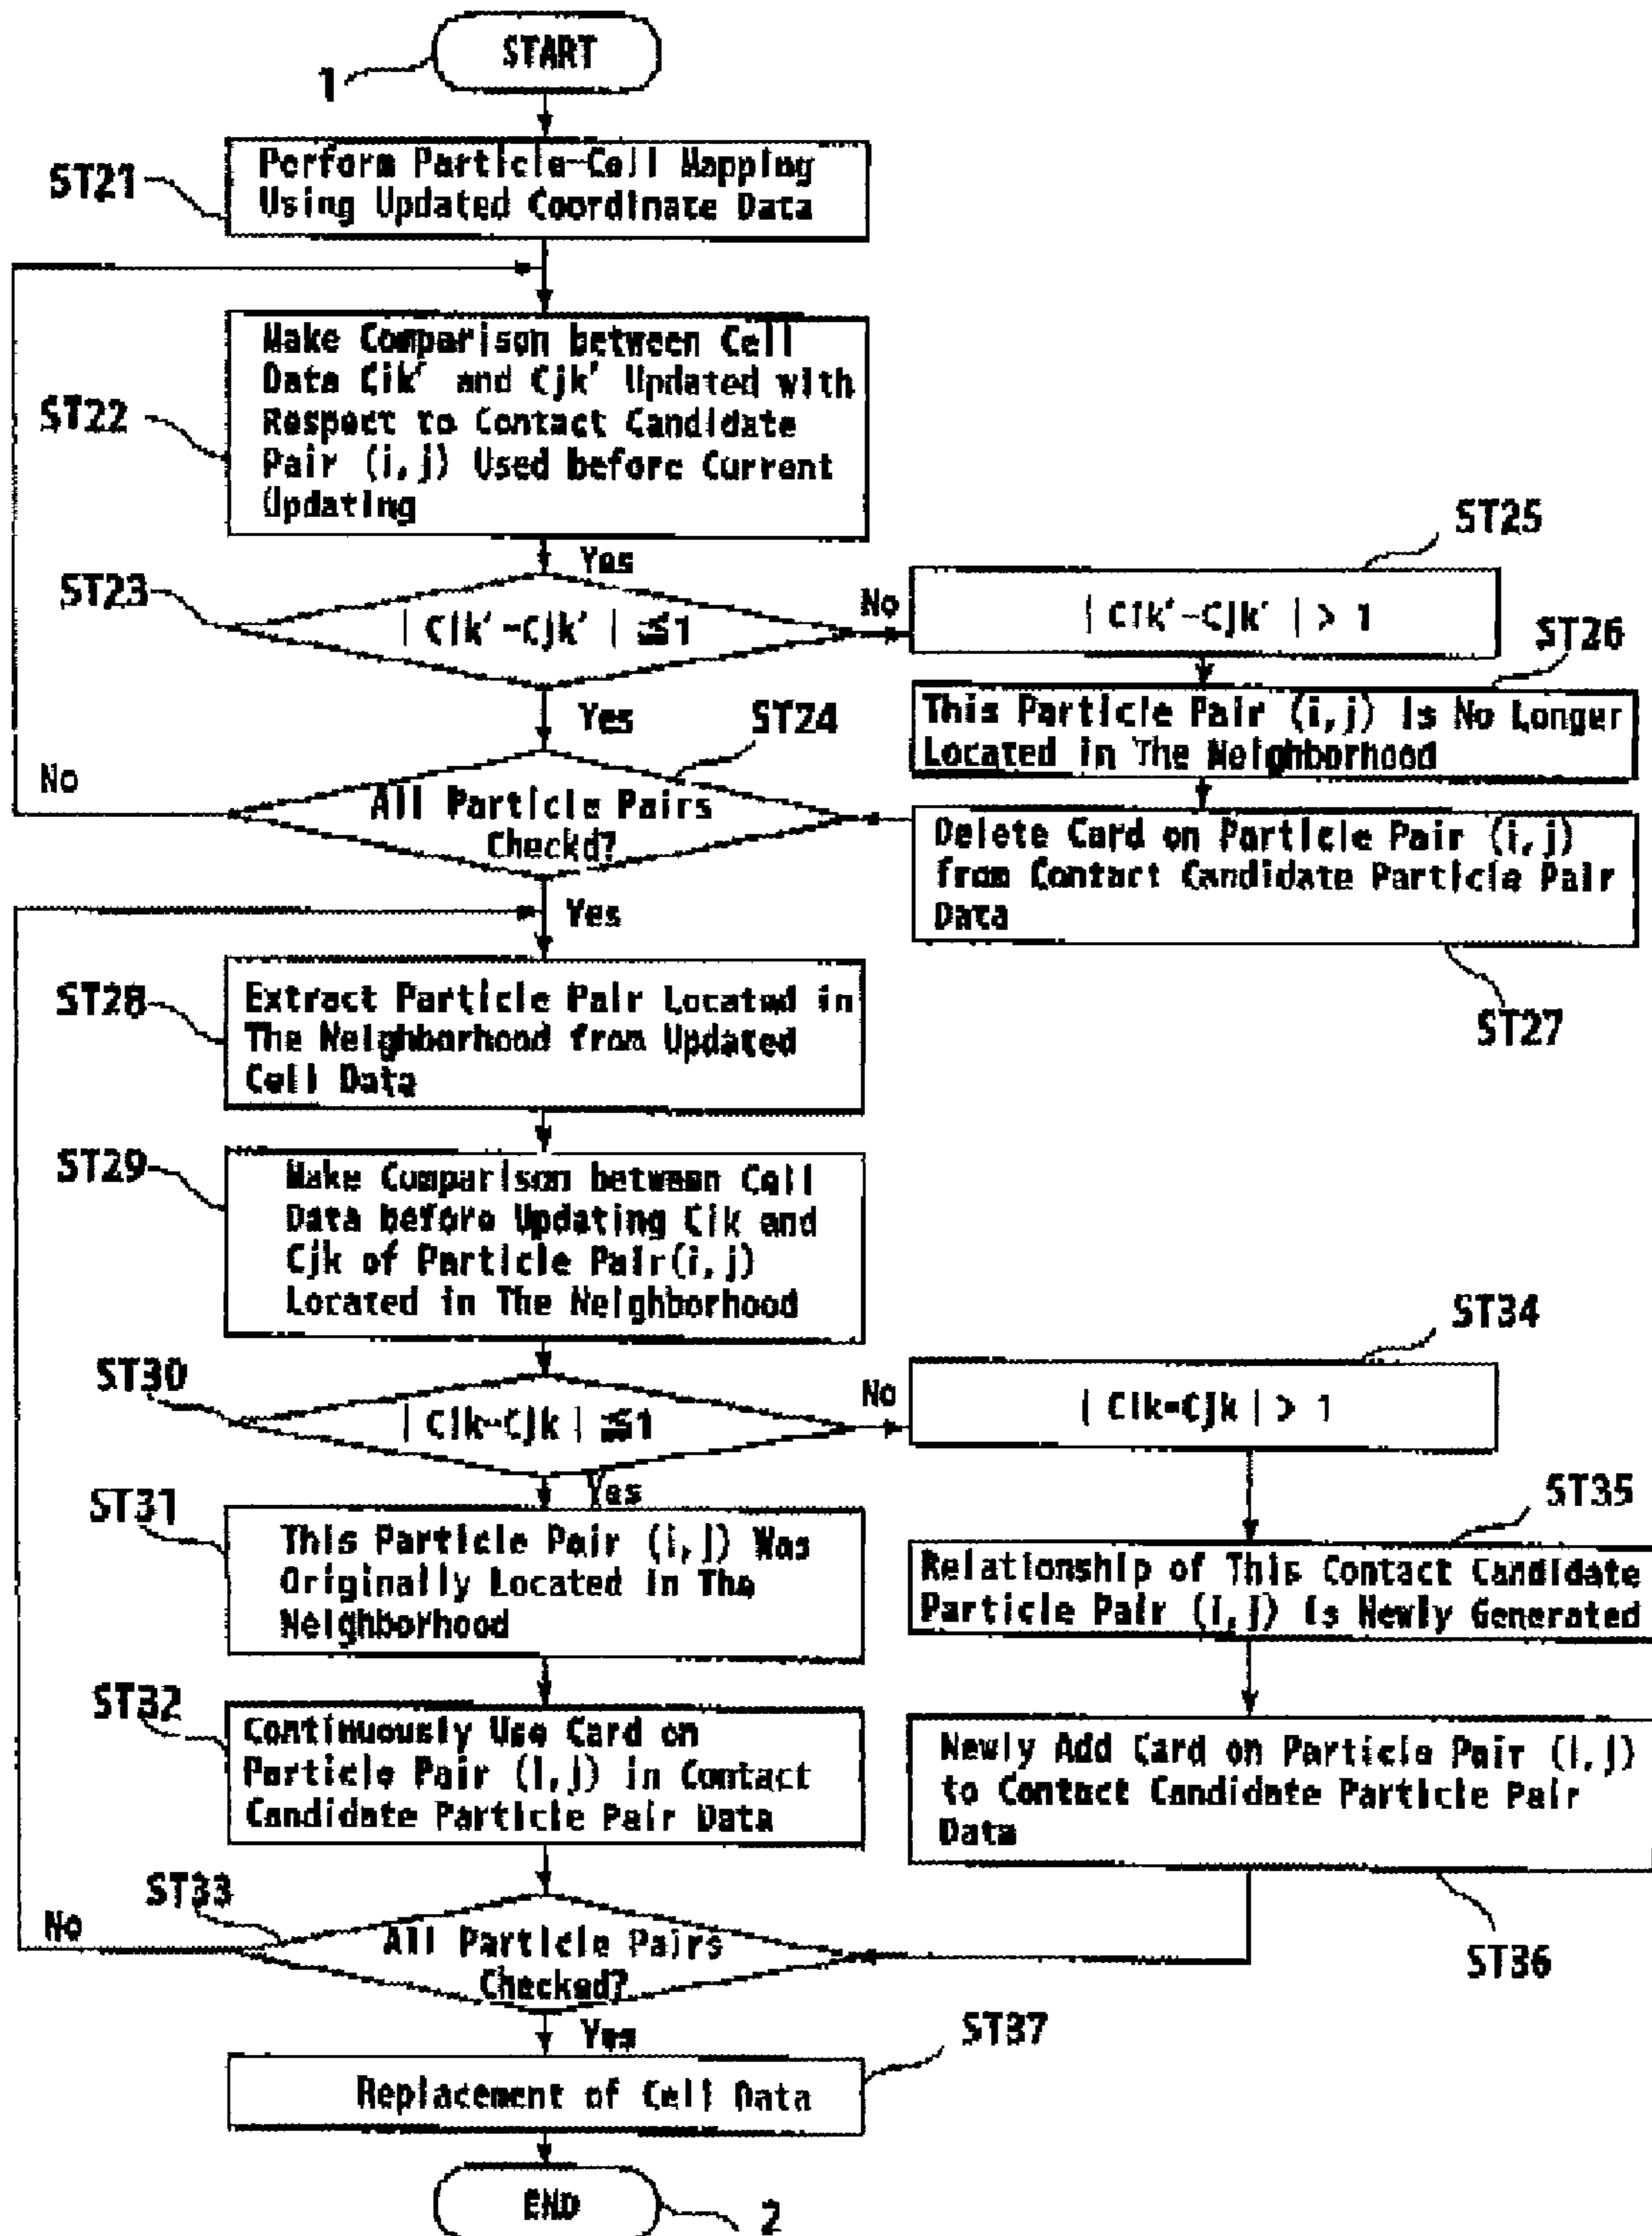 START
1
ST21
Perform Particle-Cell Mapping
Using Updated Coordinate Data
ST22
Make Comparison between Cell
Data Cik' and Cjk' Updated with
Respect to Contact Candidate
Pair (i,j) Used before Current
Updating
Yes
ST23
| Cik'-Cjk' | ≦1
No
ST25
| Cik'-Cjk' | > 1
ST26
This Particle Pair (i,j) Is No Longer
Located in The Neighborhood
Yes
ST24
No
All Particle Pairs
Checkd?
Delete Card on Particle Pair (i,j)
from Contact Candidate Particle Pair
Data
ST27
Yes
ST28
Extract Particle Pair Located in
The Neighborhood from Updated
Cell Data
ST29
Make Comparison between Cell
Data before Updating Cik and
Cjk of Particle Pair(i,j)
Located in The Neighborhood
ST30
| Cik-Cjk | ≦1
No
ST34
| Cik-Cjk | > 1
Yes
ST31
This Particle Pair (i,j) Was
Originally Located in The
Neighborhood
ST35
Relationship of This Contact Candidate
Particle Pair (i,j) is Newly Generated
ST32
Continuously Use Card on
Particle Pair (i,j) in Contact
Candidate Particle Pair Data
Newly Add Card on Particle Pair (i,j)
to Contact Candidate Particle Pair
Data
ST36
ST33
No
All Particle Pairs
Checked?
Yes
ST37
Replacement of Cell Data
END
2